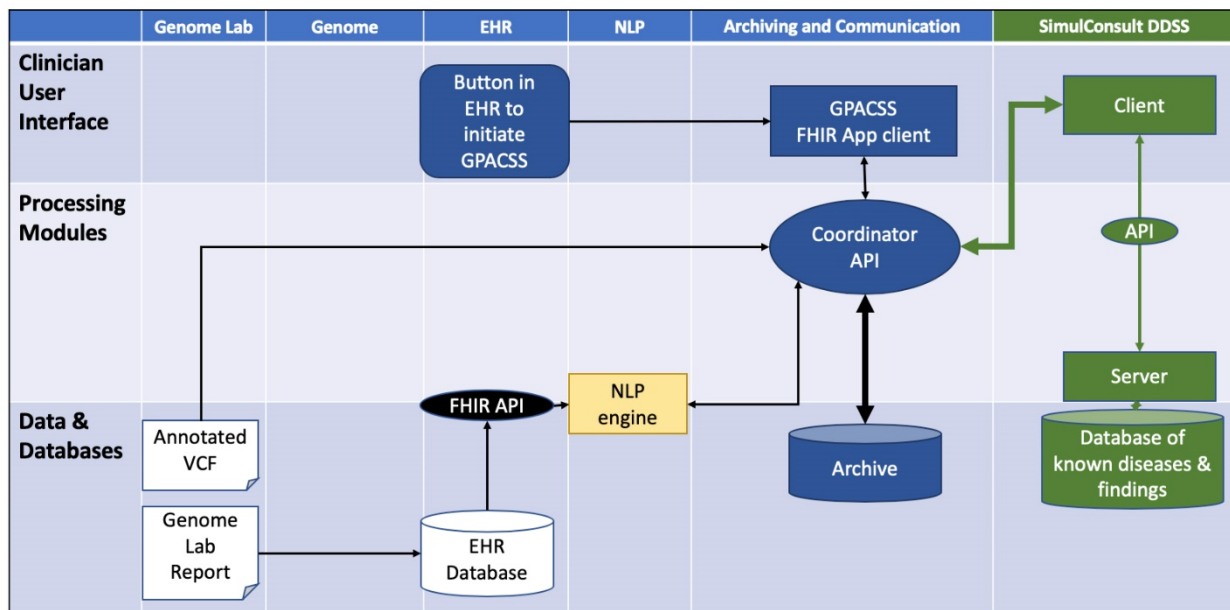 Genome Lab
Genome
EHR
NLP
Archiving and Communication
SimulConsult DDSS
Clinician
User
Interface
Button in
EHR to
initiate
GPACSS
GPACSS
FHIR App client
Client
Processing
Modules
Coordinator
API
API
Server
Data &
Databases
Annotated
VCF
FHIR API
NLP
engine
Archive
Database of
known diseases &
findings
Genome
Lab
Report
EHR
Database